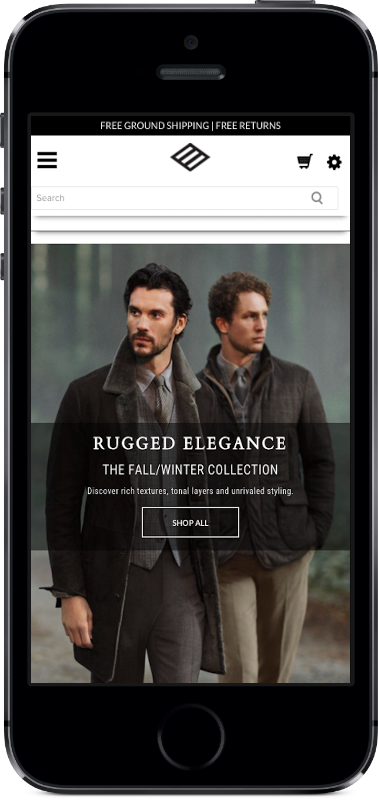 FREE GROUND SHIPPING | FREE RETURNS
Search
RUGGED ELEGANCE
THE FALL/WINTER COLLECTION
Discover rich textures, tonal layers and unrivaled styling.
SHOP ALL